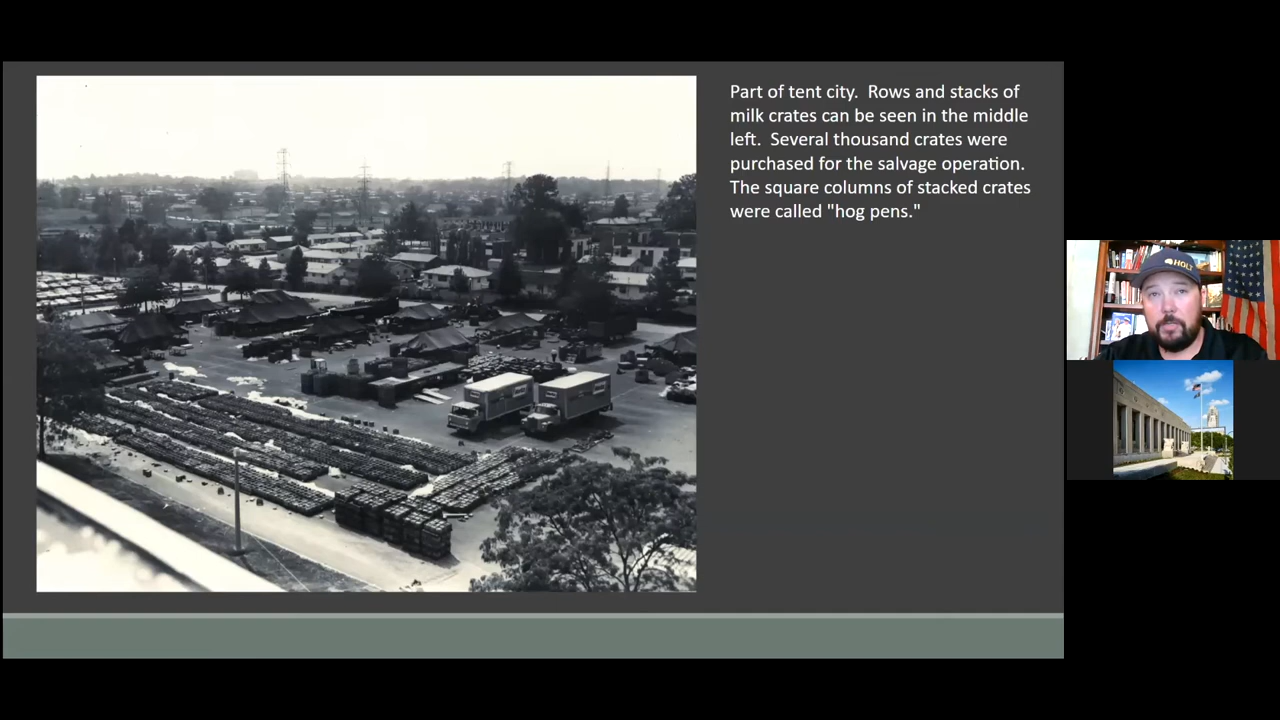 Part of tent city.  Rows and stacks of
milk crates can be seen in the middle
left.  Several thousand crates were
purchased for the salvage operation.
The square columns of stacked crates
were called "hog pens."
HOLT